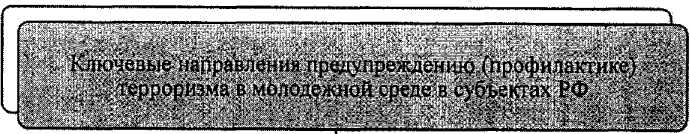 Ключевые направления предупреждению (профилактике)
терроризма в молодежной среде в субъектах РФ